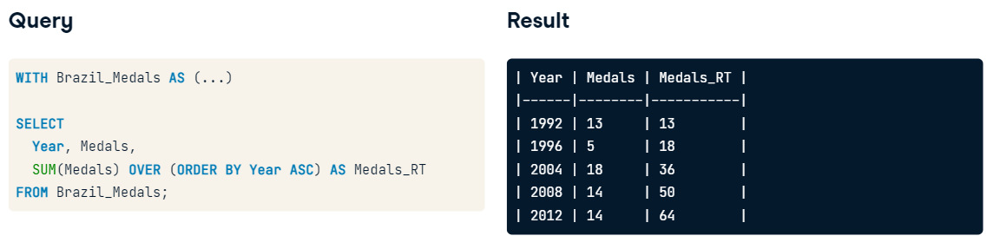 Query
WITH Brazil_Medals AS (...)
SELECT
  Year, Medals,
  SUM(Medals) OVER (ORDER BY Year ASC) AS Medals_RT
FROM Brazil_Medals;
Result
| Year | Medals | Medals_RT |
|------|--------|-----------|
| 1992 | 13     | 13        |
| 1996 | 5      | 18        |
| 2004 | 18     | 36        |
| 2008 | 14     | 50        |
| 2012 | 14     | 64        |